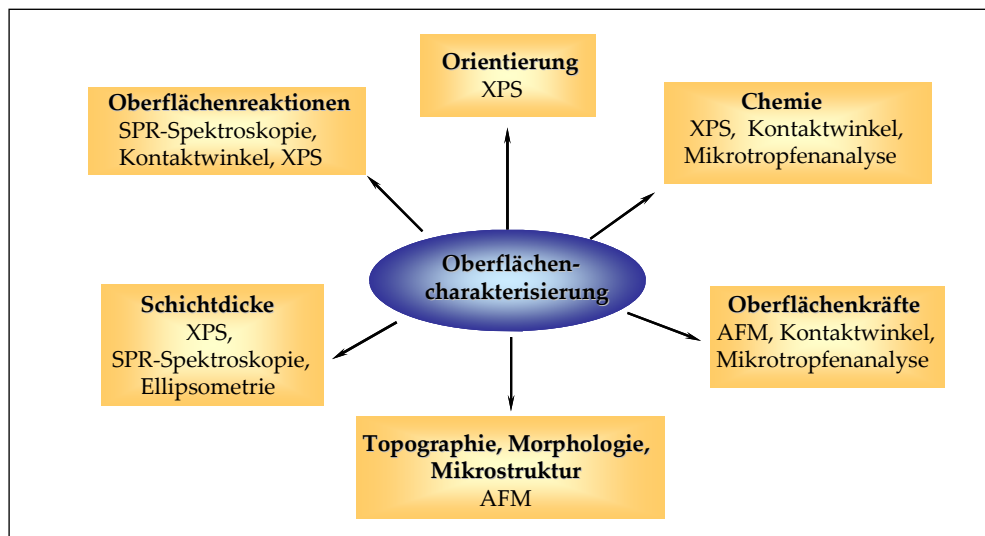 Orientierung
XPS
Oberflächenreaktionen
SPR-Spektroskopie,
Kontaktwinkel, XPS
Chemie
XPS, Kontaktwinkel,
Mikrotropfenanalyse
Oberflächen-
charakterisierung
Schichtdicke
XPS,
SPR-Spektroskopie,
Ellipsometrie
Oberflächenkräfte
AFM, Kontaktwinkel,
Mikrotropfenanalyse
Topographie, Morphologie,
Mikrostruktur
AFM